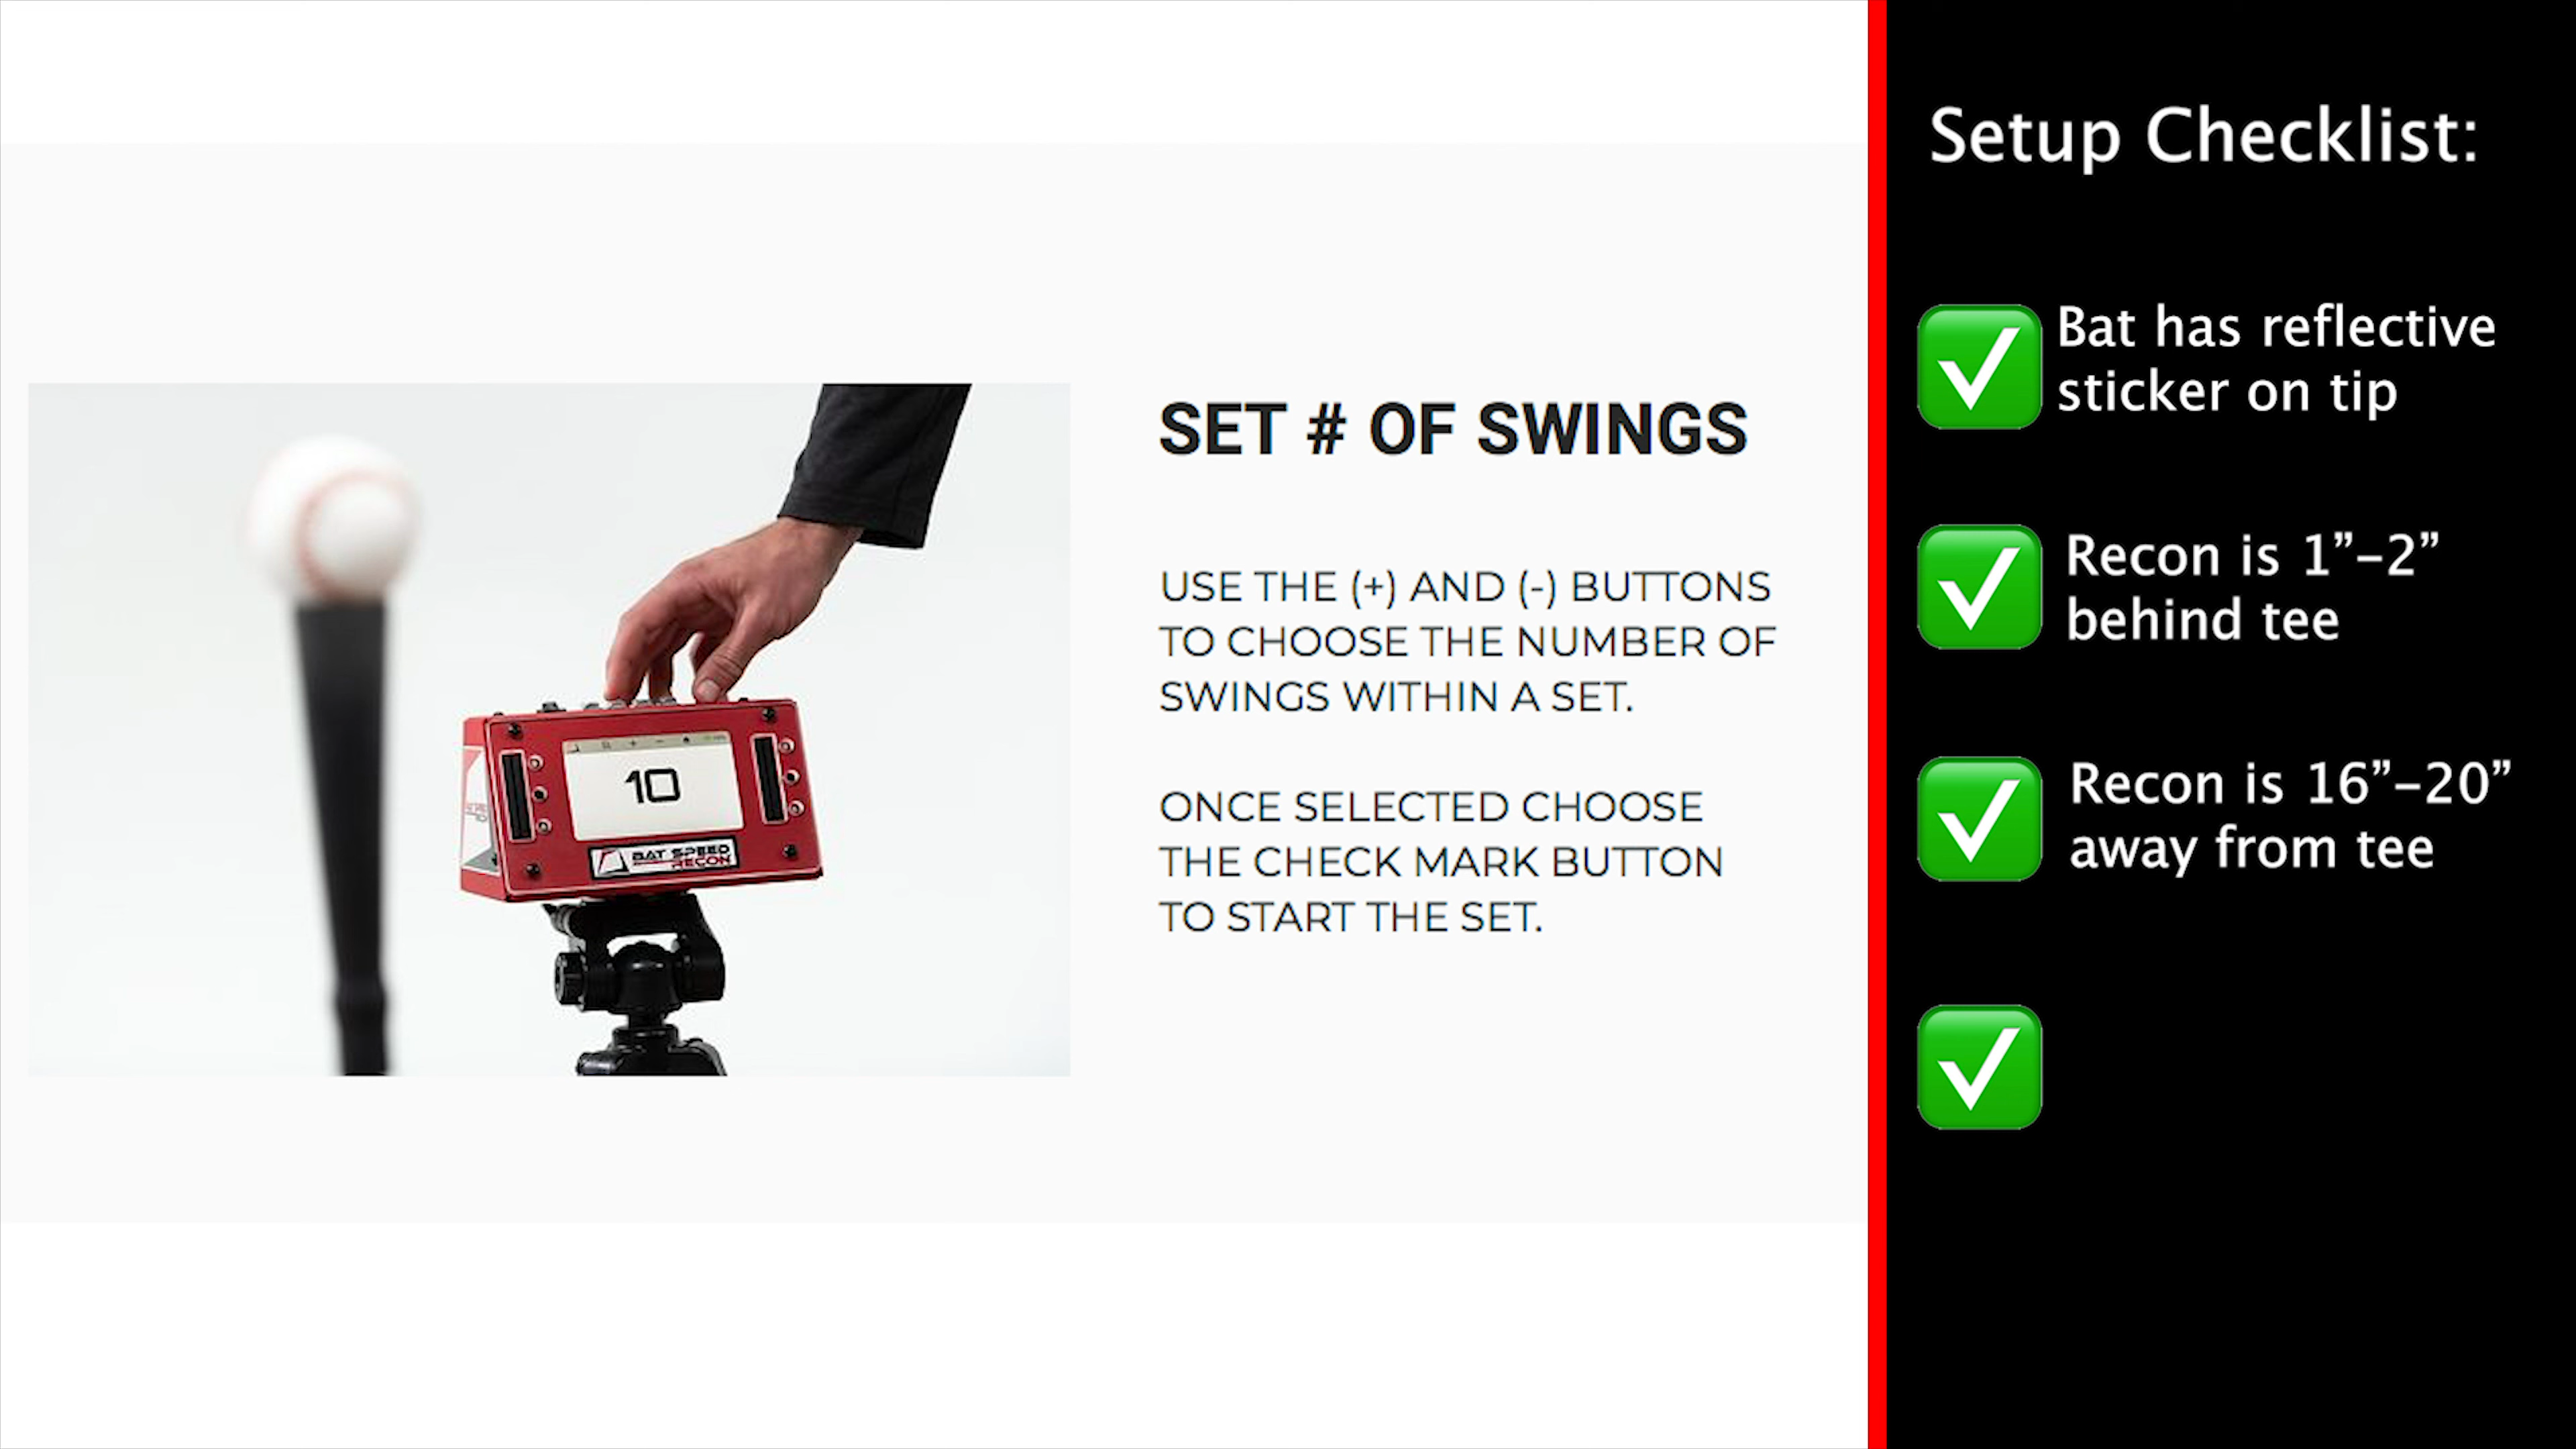 SET # OF SWINGS
USE THE (+) AND (-) BUTTONS
TO CHOOSE THE NUMBER OF
SWINGS WITHIN A SET.
ONCE SELECTED CHOOSE
THE CHECK MARK BUTTON
TO START THE SET.
10
BAT SPEED
RECON
Setup Checklist:
Bat has reflective
sticker on tip
Recon is 1”-2”
behind tee
Recon is 16”-20”
away from tee